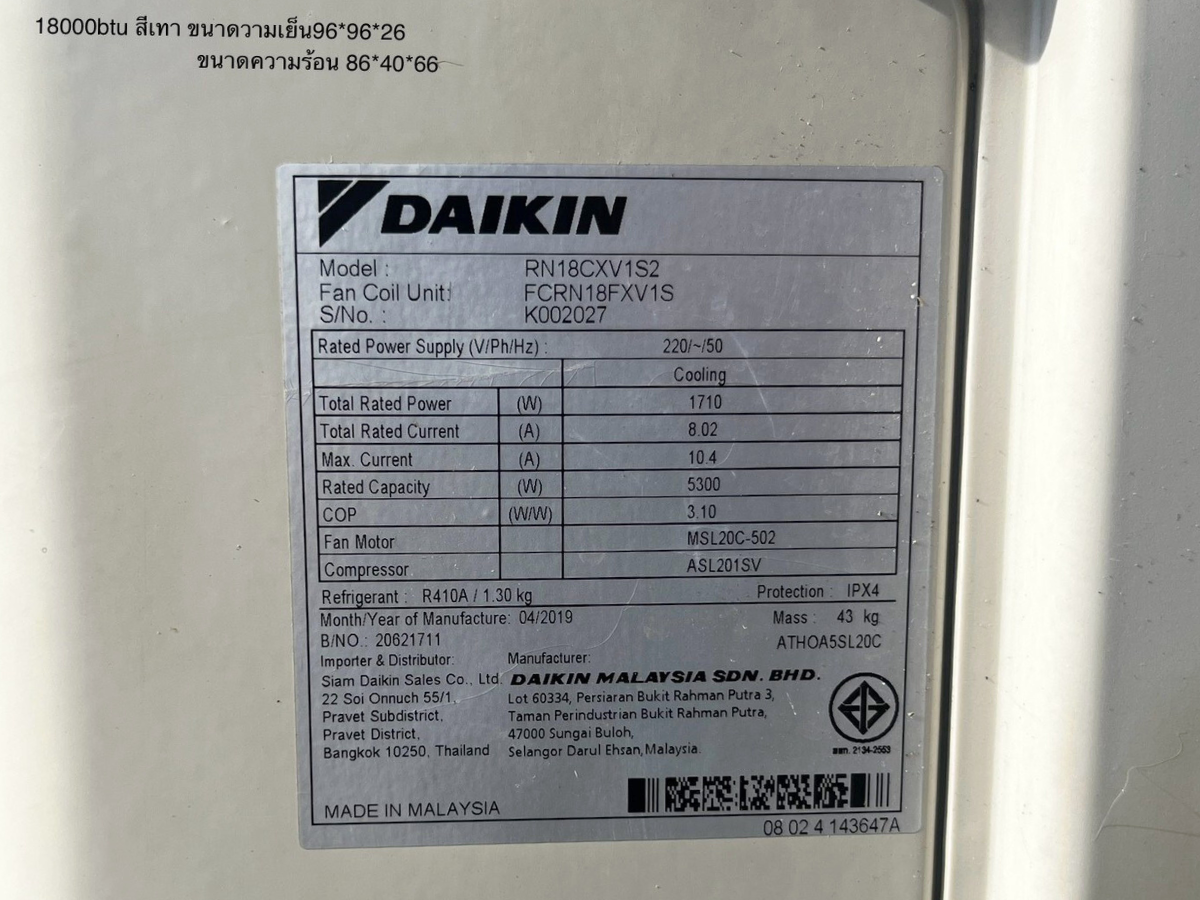 18000btu สีเทา ขนาดวามเย็น96*96*26
ขนาดความร้อน 86*40*66
DAIKIN
Model : RN18CXV1S2
Fan Coil Unit: FCRN18FXV1S
S/No. : K002027
Rated Power Supply (V/Ph/Hz) : 220/~/50
Cooling
Total Rated Power (W) 1710
Total Rated Current (A) 8.02
Max. Current (A) 10.4
Rated Capacity (W) 5300
COP (W/W) 3.10
Fan Motor MSL20C-502
Compressor ASL201SV
Refrigerant : R410A / 1.30 kg Protection : IPX4
Month/Year of Manufacture: 04/2019 Mass : 43 kg
B/NO.: 20621711 ATHOA5SL20C
Importer & Distributor: Manufacturer:
Siam Daikin Sales Co., Ltd. DAIKIN MALAYSIA SDN. BHD.
22 Soi Onnuch 55/1, Lot 60334, Persiaran Bukit Rahman Putra 3,
Pravet Subdistrict, Taman Perindustrian Bukit Rahman Putra,
Pravet District, 47000 Sungai Buloh,
Bangkok 10250, Thailand Selangor Darul Ehsan, Malaysia.
มอก. 2134-2553
MADE IN MALAYSIA
08 02 4 143647A